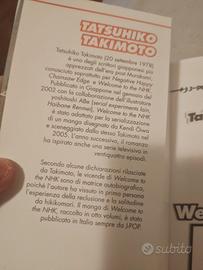 TATSUHIKO
TAKIMOTO
Tatsuhiko Takimoto (20 settembre 1978)
è uno degli scrittori giapponesi più
apprezzati dell'era post Murakami,
conosciuto soprattutto per Negative Happy
Chainsaw Edge e Welcome to the NHK.
Pubblicato in Giappone nel gennaio del
2002 con la collaborazione dell'illustratore
Yoshitoshi ABe (serial experiments lain,
Haibane Renmei), Welcome to the NHK
è stato adattato per la serializzazione
di un manga disegnato da Kendi Oiwa
e sceneggiato dallo stesso Takimoto nel
2005. L'anno successivo, il romanzo
ha ispirato anche una serie televisiva in
ventiquattro episodi.
Secondo alcune dichiarazioni rilasciate
da Takimoto, le vicende di Welcome to
the NHK sono di matrice autobiografica,
poiché l'autore ha vissuto in prima persona
l'esperienza della reclusione e la solitudine
da hikikomori. Il manga di Welcome to
the NHK, raccolto in otto volumi, è stato
pubblicato in Italia sempre da J-POP.
Ta
We
subito